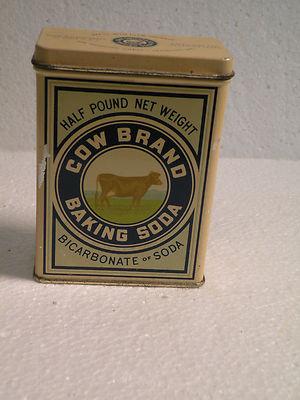 HALF POUND NET WEIGHT
COW BRAND
BAKING SODA
BICARBONATE OF SODA